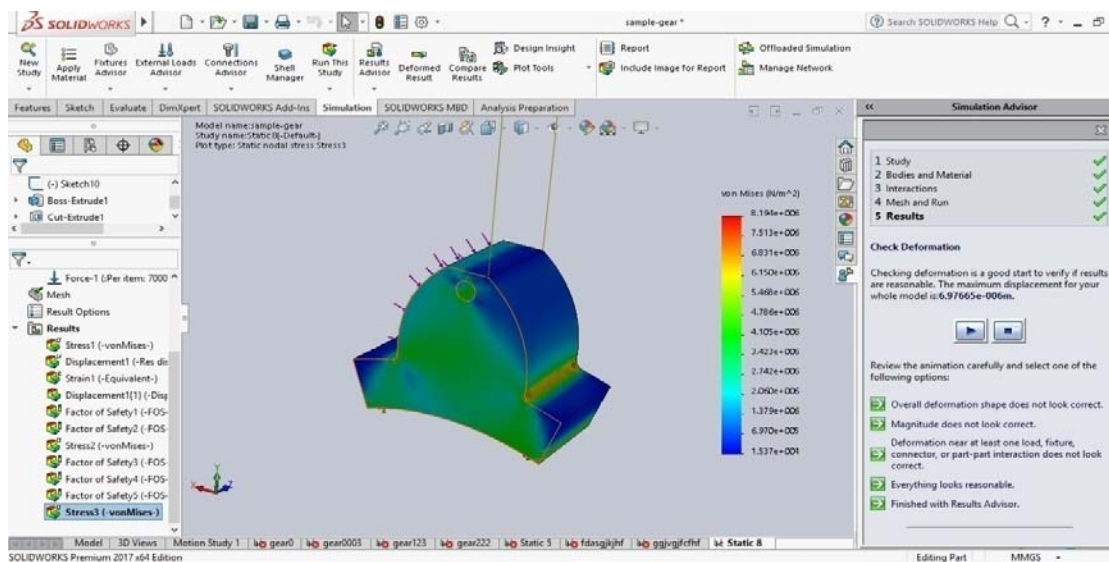 SOLIDWORKS
sample-gear *
Search SOLIDWORKS Help
New Study
Apply Material
Fixtures Advisor
External Loads Advisor
Connections Advisor
Shell Manager
Run This Study
Results Advisor
Deformed Result
Compare Results
Design Insight
Plot Tools
Report
Include Image for Report
Offloaded Simulation
Manage Network
Features Sketch Evaluate DimXpert SOLIDWORKS Add-Ins Simulation SOLIDWORKS MBD Analysis Preparation
Model name:sample-gear
Study name:Static 8(-Default-)
Plot type: Static nodal stress Stress3
(-) Sketch10
Boss-Extrude1
Cut-Extrude1
Force-1 (:Per item: 7000
Mesh
Result Options
Results
Stress1 (-vonMises-)
Displacement1 (-Res dis
Strain1 (-Equivalent-)
Displacement1{1} (-Disp
Factor of Safety1 (-FOS-
Factor of Safety2 (-FOS-
Stress2 (-vonMises-)
Factor of Safety3 (-FOS-
Factor of Safety4 (-FOS-
Factor of Safety5 (-FOS-
Stress3 (-vonMises-)
von Mises (N/m^2)
8.194e+006
7.513e+006
6.831e+006
6.150e+006
5.468e+006
4.786e+006
4.105e+006
3.423e+006
2.742e+006
2.060e+006
1.379e+006
6.970e+005
1.537e+004
Simulation Advisor
1 Study
2 Bodies and Material
3 Interactions
4 Mesh and Run
5 Results
Check Deformation
Checking deformation is a good start to verify if results
are reasonable. The maximum displacement for your
whole model is:6.97665e-006m.
Review the animation carefully and select one of the
following options:
Overall deformation shape does not look correct.
Magnitude does not look correct.
Deformation near at least one load, fixture,
connector, or part-part interaction does not look
correct.
Everything looks reasonable.
Finished with Results Advisor.
Model 3D Views Motion Study 1 gear0 gear0003 gear123 gear222 Static 5 fdasgjkjhf ggjvgjfcfhf Static 8
SOLIDWORKS Premium 2017 x64 Edition
Editing Part
MMGS